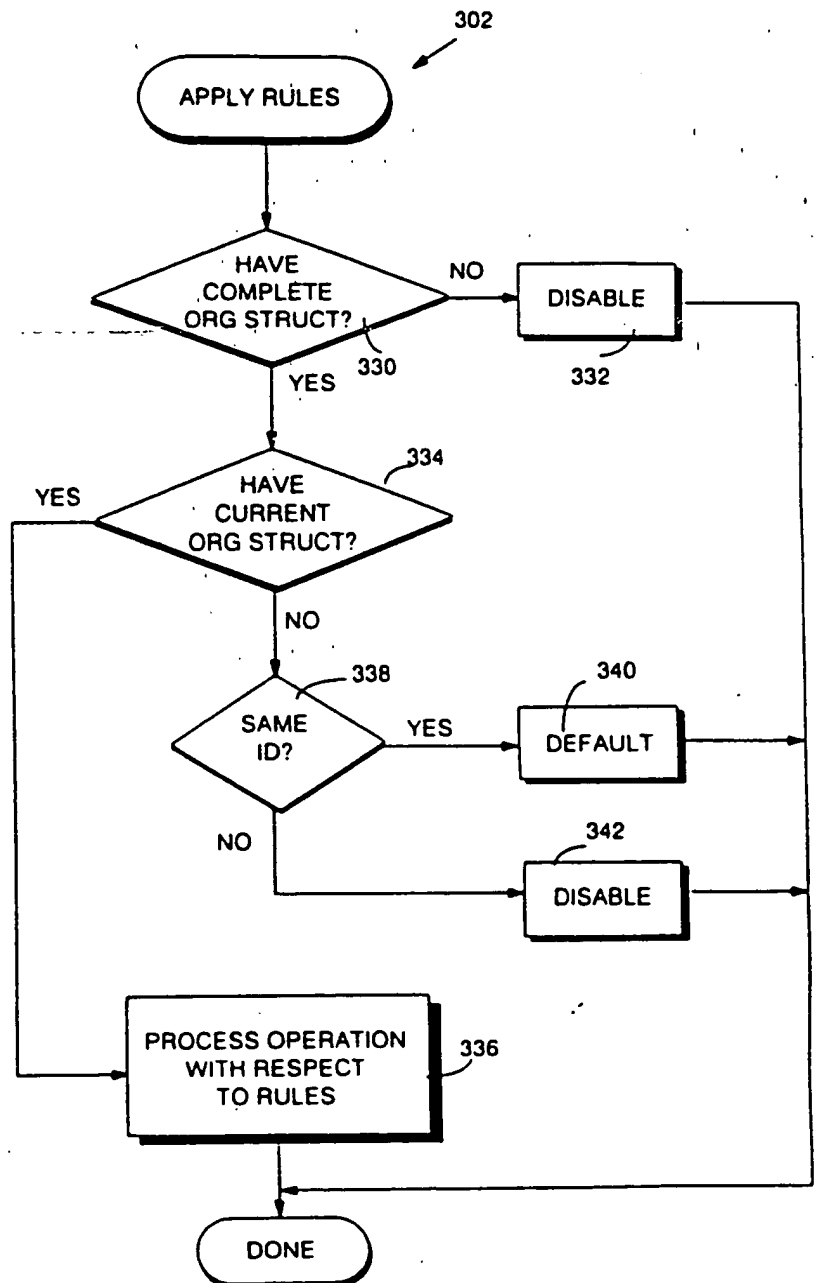 302
APPLY RULES
HAVE
COMPLETE
ORG STRUCT?
330
NO
DISABLE
332
YES
334
YES
HAVE
CURRENT
ORG STRUCT?
NO
338
SAME
ID?
YES
340
DEFAULT
NO
342
DISABLE
PROCESS OPERATION
WITH RESPECT
TO RULES
336
DONE